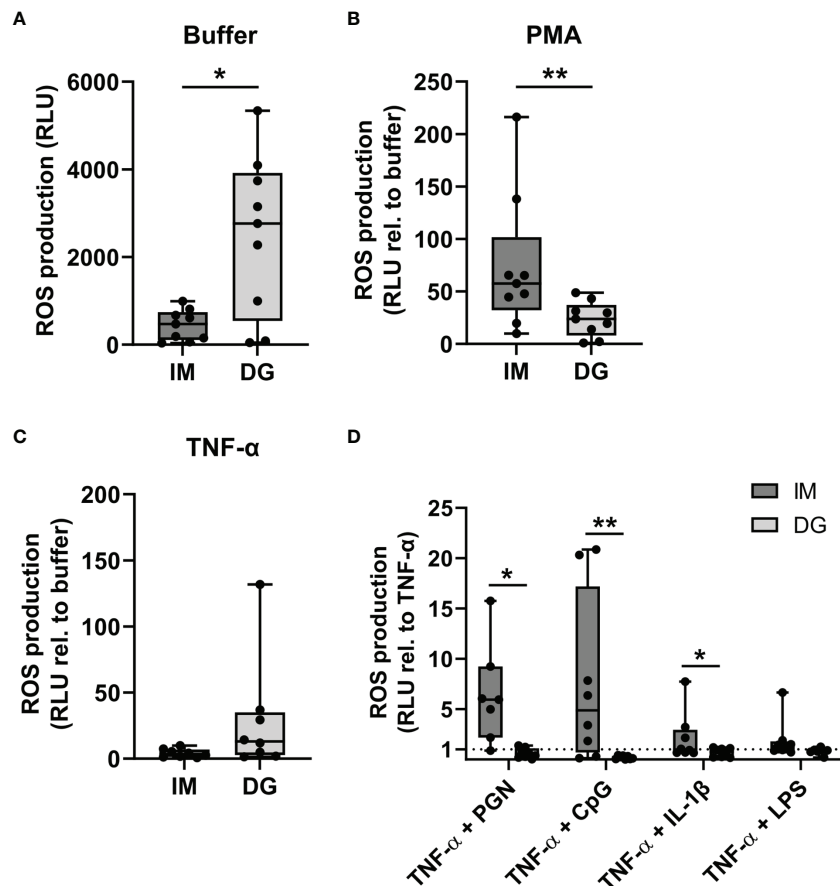 A
Buffer
*
ROS production (RLU)
6000
4000
2000
0
IM
DG
B
PMA
**
ROS production
(RLU rel. to buffer)
250
200
150
100
50
0
IM
DG
C
TNF-α
ROS production
(RLU rel. to buffer)
200
150
100
50
0
IM
DG
D
IM
DG
ROS production
(RLU rel. to TNF-α)
25
20
15
10
5
1
*
**
*
TNF-α + PGN
TNF-α + CpG
TNF-α + IL-1β
TNF-α + LPS